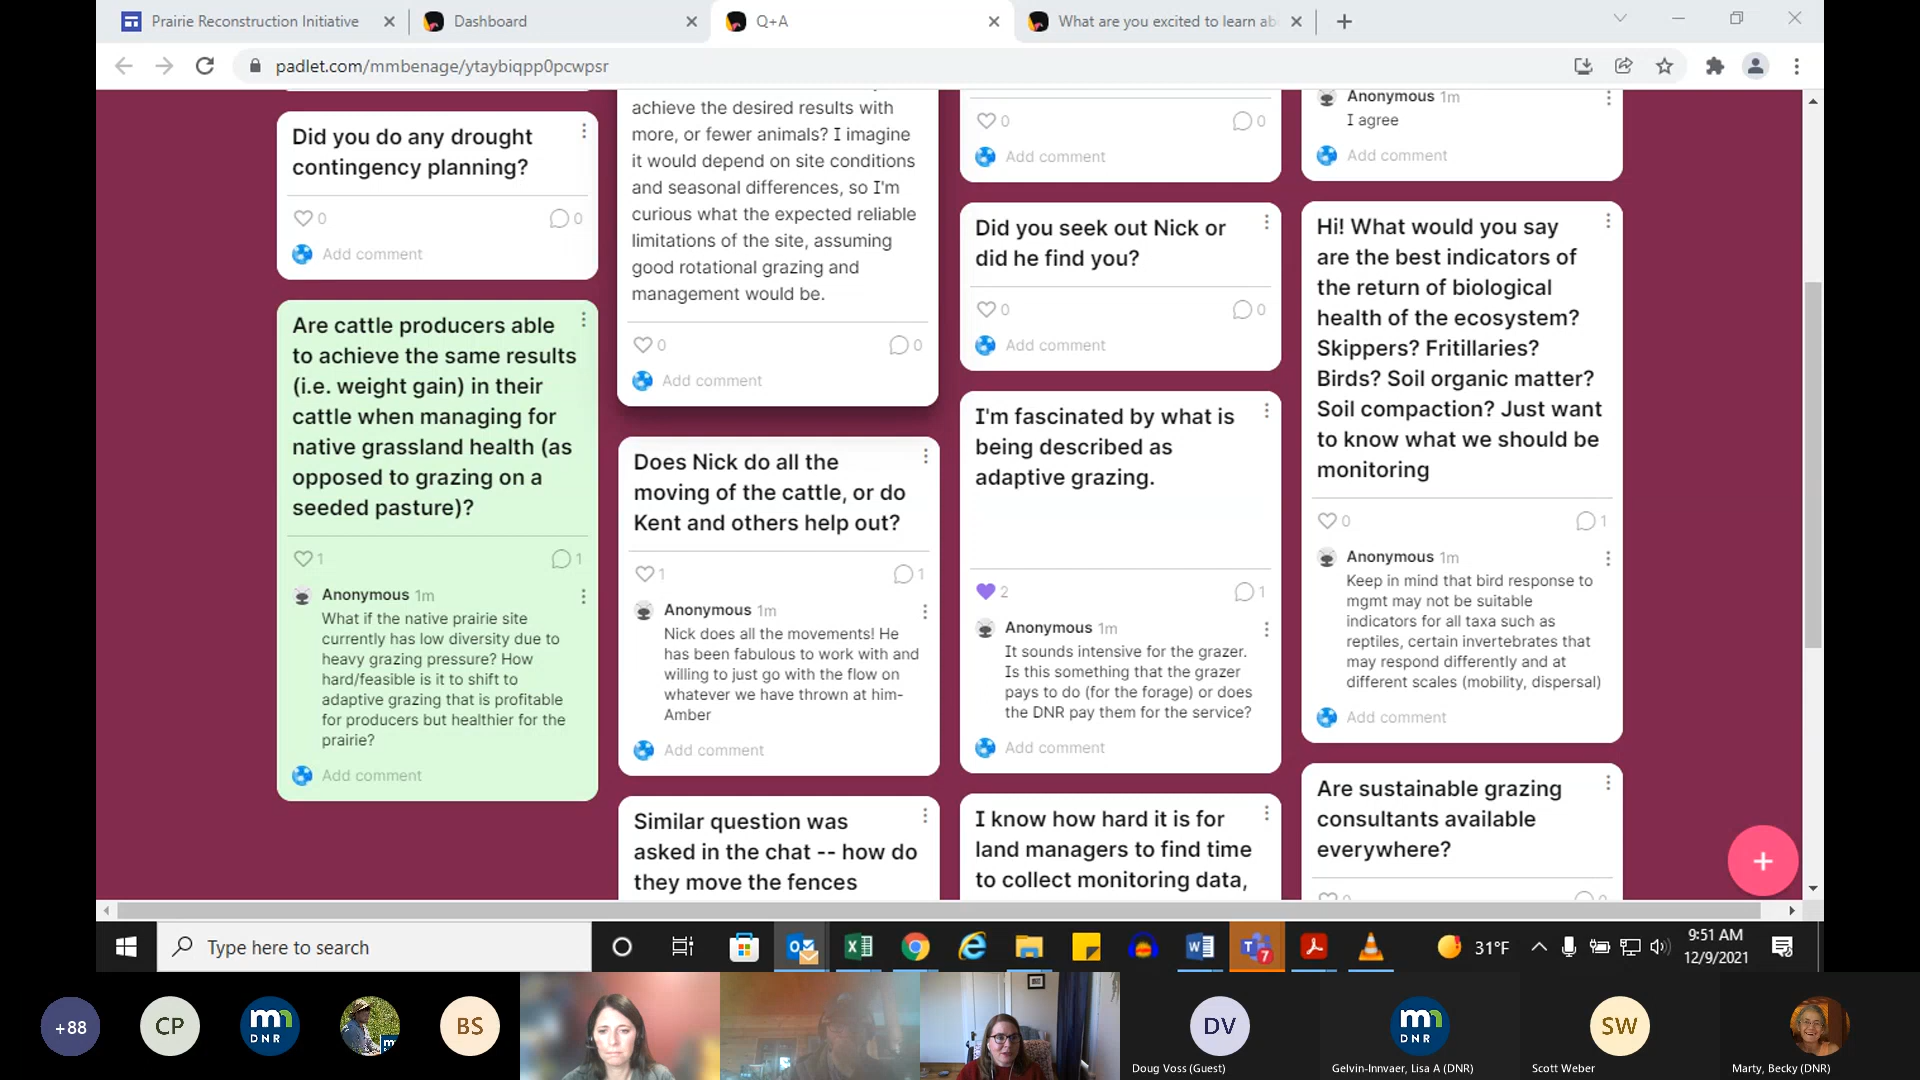 Prairie Reconstruction Initiative
Dashboard
Q+A
What are you excited to learn ab
padlet.com/mmbenage/ytaybiqpp0pcwpsr
Did you do any drought
contingency planning?
0
0
Add comment
Are cattle producers able
to achieve the same results
(i.e. weight gain) in their
cattle when managing for
native grassland health (as
opposed to grazing on a
seeded pasture)?
1
1
Anonymous 1m
What if the native prairie site
currently has low diversity due to
heavy grazing pressure? How
hard/feasible is it to shift to
adaptive grazing that is profitable
for producers but healthier for the
prairie?
Add comment
achieve the desired results with
more, or fewer animals? I imagine
it would depend on site conditions
and seasonal differences, so I'm
curious what the expected reliable
limitations of the site, assuming
good rotational grazing and
management would be.
0
0
Add comment
Does Nick do all the
moving of the cattle, or do
Kent and others help out?
1
1
Anonymous 1m
Nick does all the movements! He
has been fabulous to work with and
willing to just go with the flow on
whatever we have thrown at him-
Amber
Add comment
Similar question was
asked in the chat -- how do
they move the fences
0
0
Add comment
Did you seek out Nick or
did he find you?
0
0
Add comment
I'm fascinated by what is
being described as
adaptive grazing.
2
1
Anonymous 1m
It sounds intensive for the grazer.
Is this something that the grazer
pays to do (for the forage) or does
the DNR pay them for the service?
Add comment
I know how hard it is for
land managers to find time
to collect monitoring data,
Anonymous 1m
I agree
Add comment
Hi! What would you say
are the best indicators of
the return of biological
health of the ecosystem?
Skippers? Fritillaries?
Birds? Soil organic matter?
Soil compaction? Just want
to know what we should be
monitoring
0
1
Anonymous 1m
Keep in mind that bird response to
mgmt may not be suitable
indicators for all taxa such as
reptiles, certain invertebrates that
may respond differently and at
different scales (mobility, dispersal)
Add comment
Are sustainable grazing
consultants available
everywhere?
Type here to search
7
31°F
9:51 AM
12/9/2021
+88
CP
mn
DNR
BS
DV
Doug Voss (Guest)
mn
DNR
Gelvin-Innvaer, Lisa A (DNR)
SW
Scott Weber
Marty, Becky (DNR)